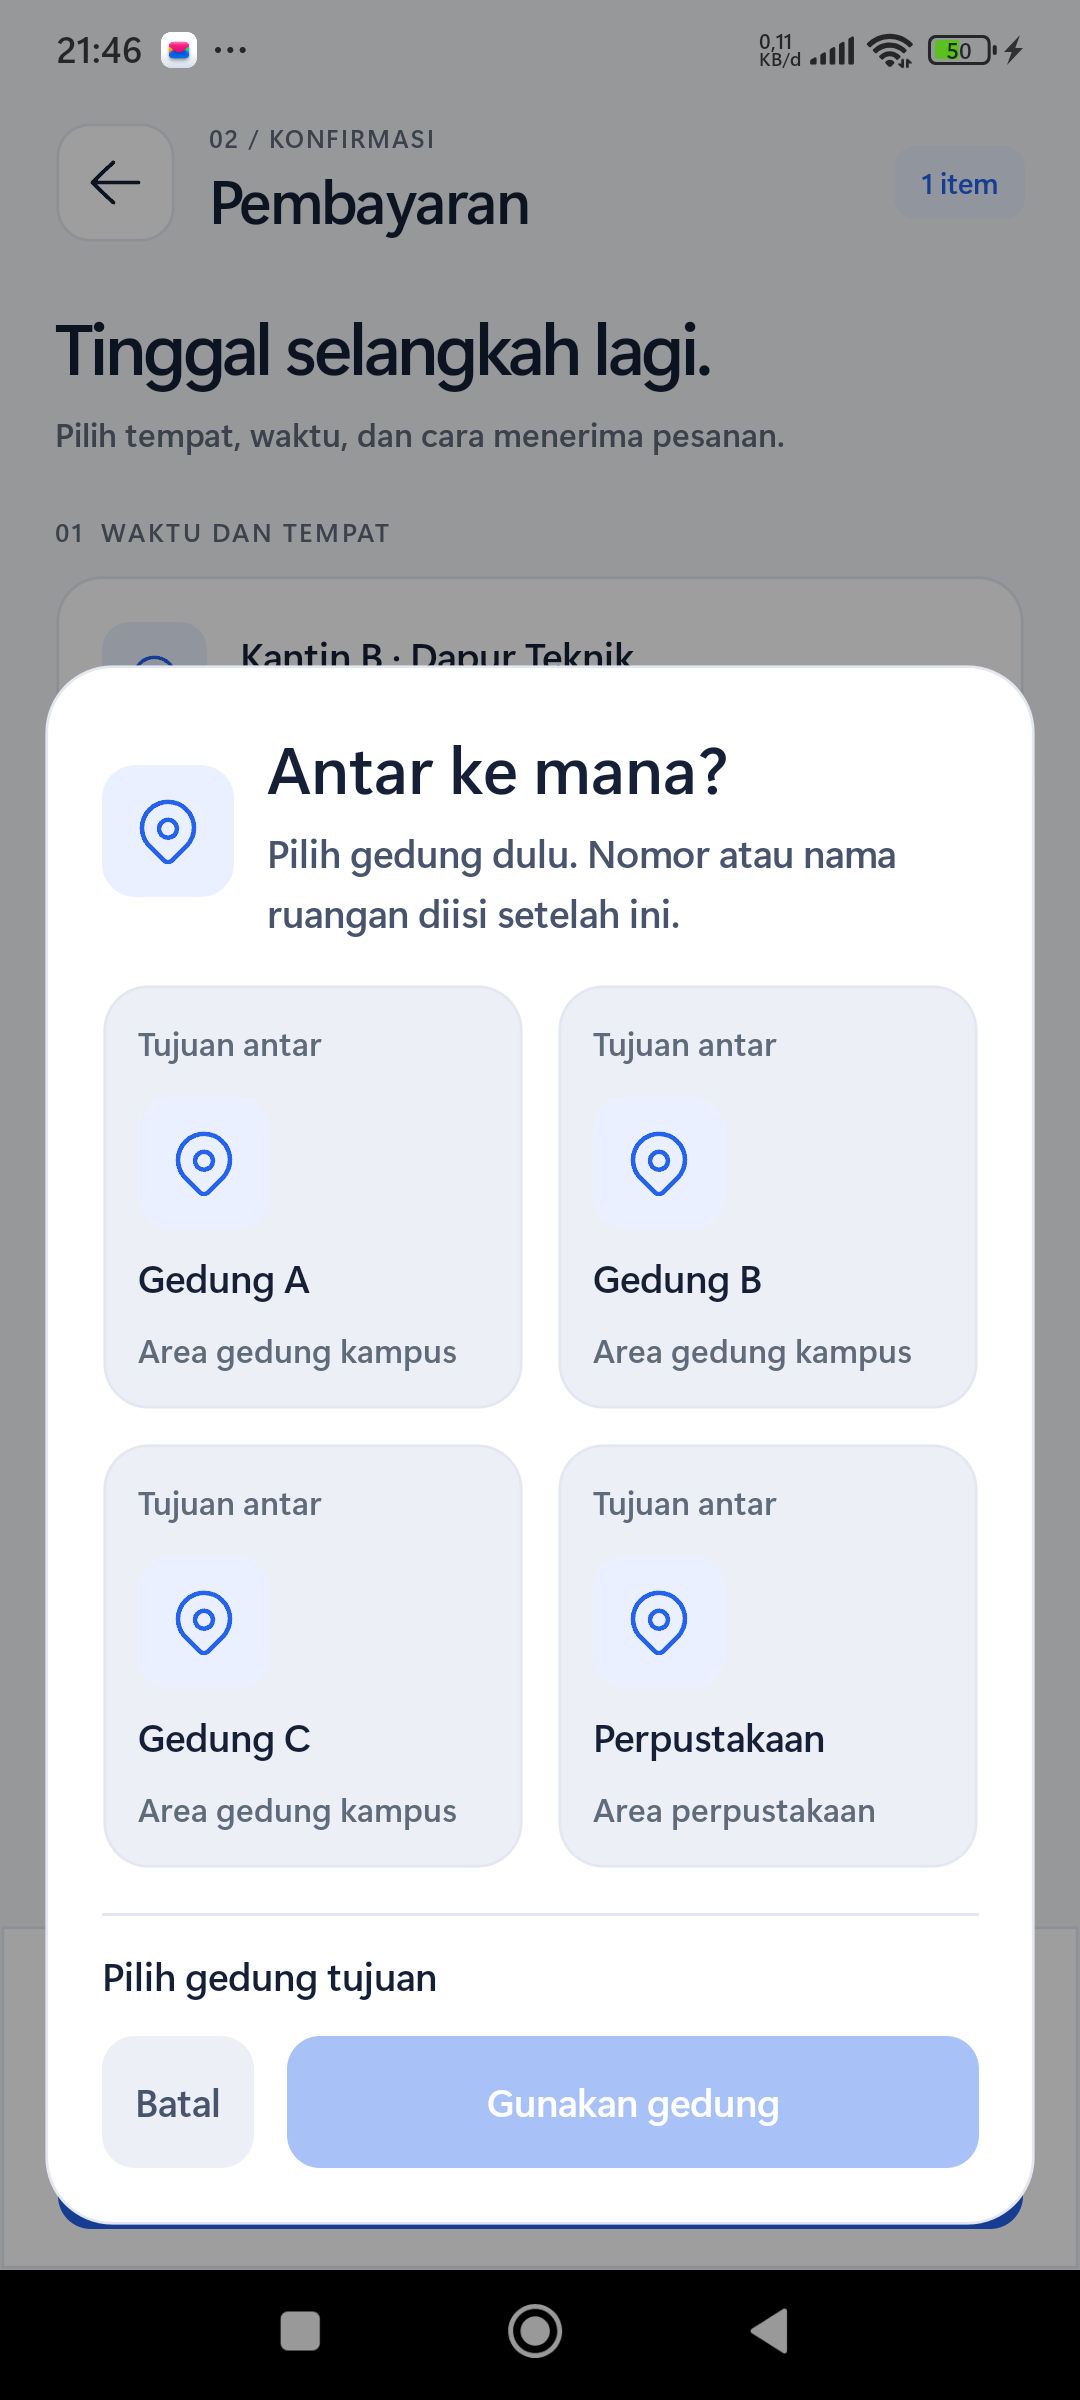 21:46
0,11
KB/d
50
02 / KONFIRMASI
Pembayaran
1 item
Tinggal selangkah lagi.
Pilih tempat, waktu, dan cara menerima pesanan.
01 WAKTU DAN TEMPAT
Kantin B · Dapur Teknik
Antar ke mana?
Pilih gedung dulu. Nomor atau nama
ruangan diisi setelah ini.
Tujuan antar
Gedung A
Area gedung kampus
Tujuan antar
Gedung B
Area gedung kampus
Tujuan antar
Gedung C
Area gedung kampus
Tujuan antar
Perpustakaan
Area perpustakaan
Pilih gedung tujuan
Batal
Gunakan gedung